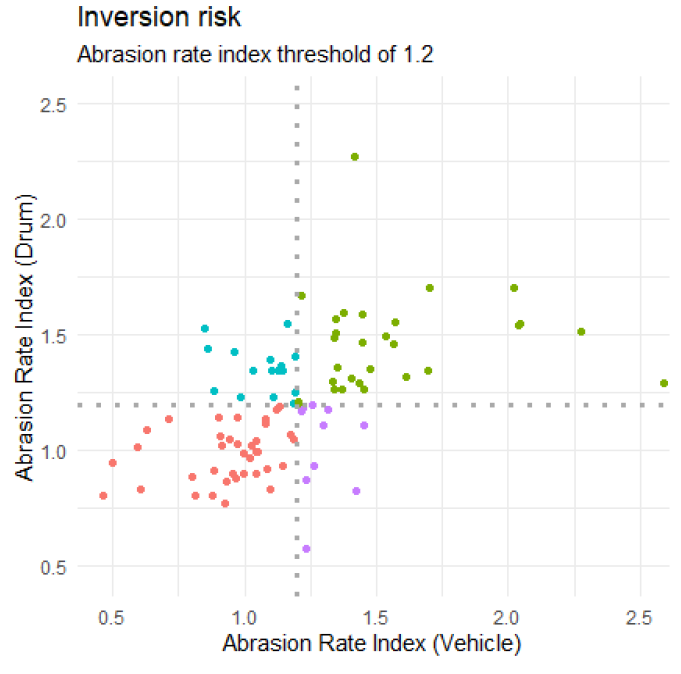 Inversion risk
Abrasion rate index threshold of 1.2
Abrasion Rate Index (Drum)
2.5
2.0
1.5
1.0
0.5
0.5 1.0 1.5 2.0 2.5
Abrasion Rate Index (Vehicle)